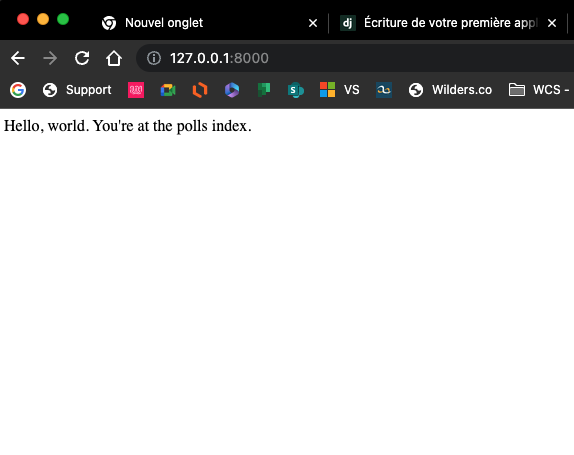 Nouvel onglet
Écriture de votre première appl
127.0.0.1:8000
Support
VS
Wilders.co
WCS -
Hello, world. You're at the polls index.